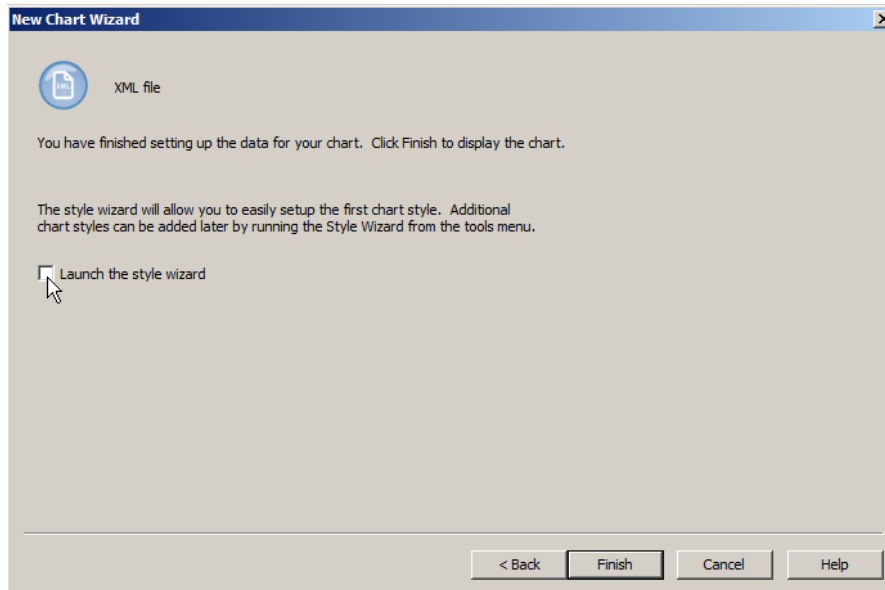 New Chart Wizard
XML
XML file
You have finished setting up the data for your chart. Click Finish to display the chart.
The style wizard will allow you to easily setup the first chart style. Additional
chart styles can be added later by running the Style Wizard from the tools menu.
Launch the style wizard
< Back Finish Cancel Help